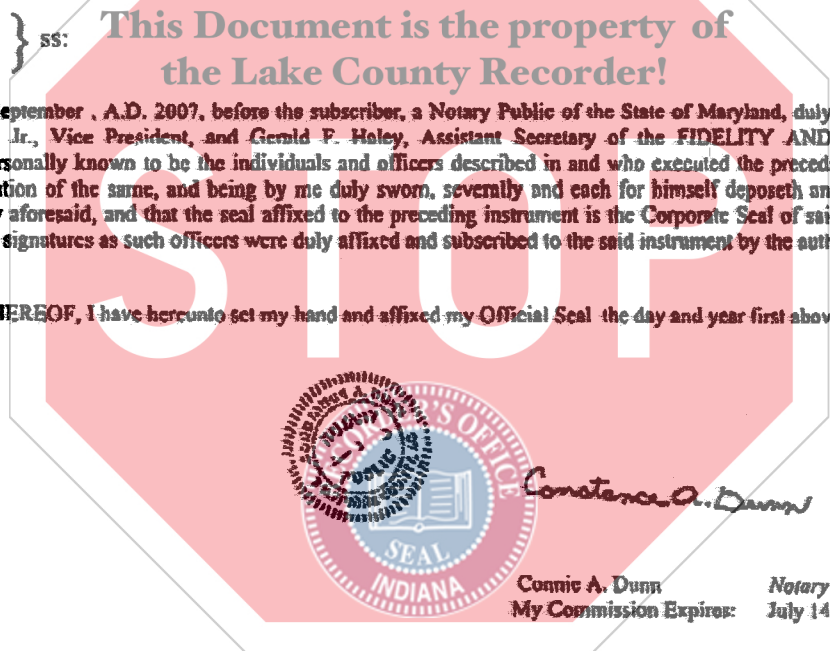 } ss:
This Document is the property of
the Lake County Recorder!
eptember , A.D. 2007, before the subscriber, a Notary Public of the State of Maryland, duly
Jr., Vice President, and Gerald F. Haley, Assistant Secretary of the FIDELITY AND
rsonally known to be the individuals and officers described in and who executed the preced
tion of the same, and being by me duly sworn, severally and each for himself deposeth an
aforesaid, and that the seal affixed to the preceding instrument is the Corporate Seal of sai
signatures as such officers were duly affixed and subscribed to the said instrument by the auth
STOP
EREOF, I have hereunto set my hand and affixed my Official Seal the day and year first abov
RECORDER'S OFFICE
PUBLIC
SEAL
INDIANA
Constance A. Dunn
Connie A. Dunn Notary
My Commission Expires: July 14